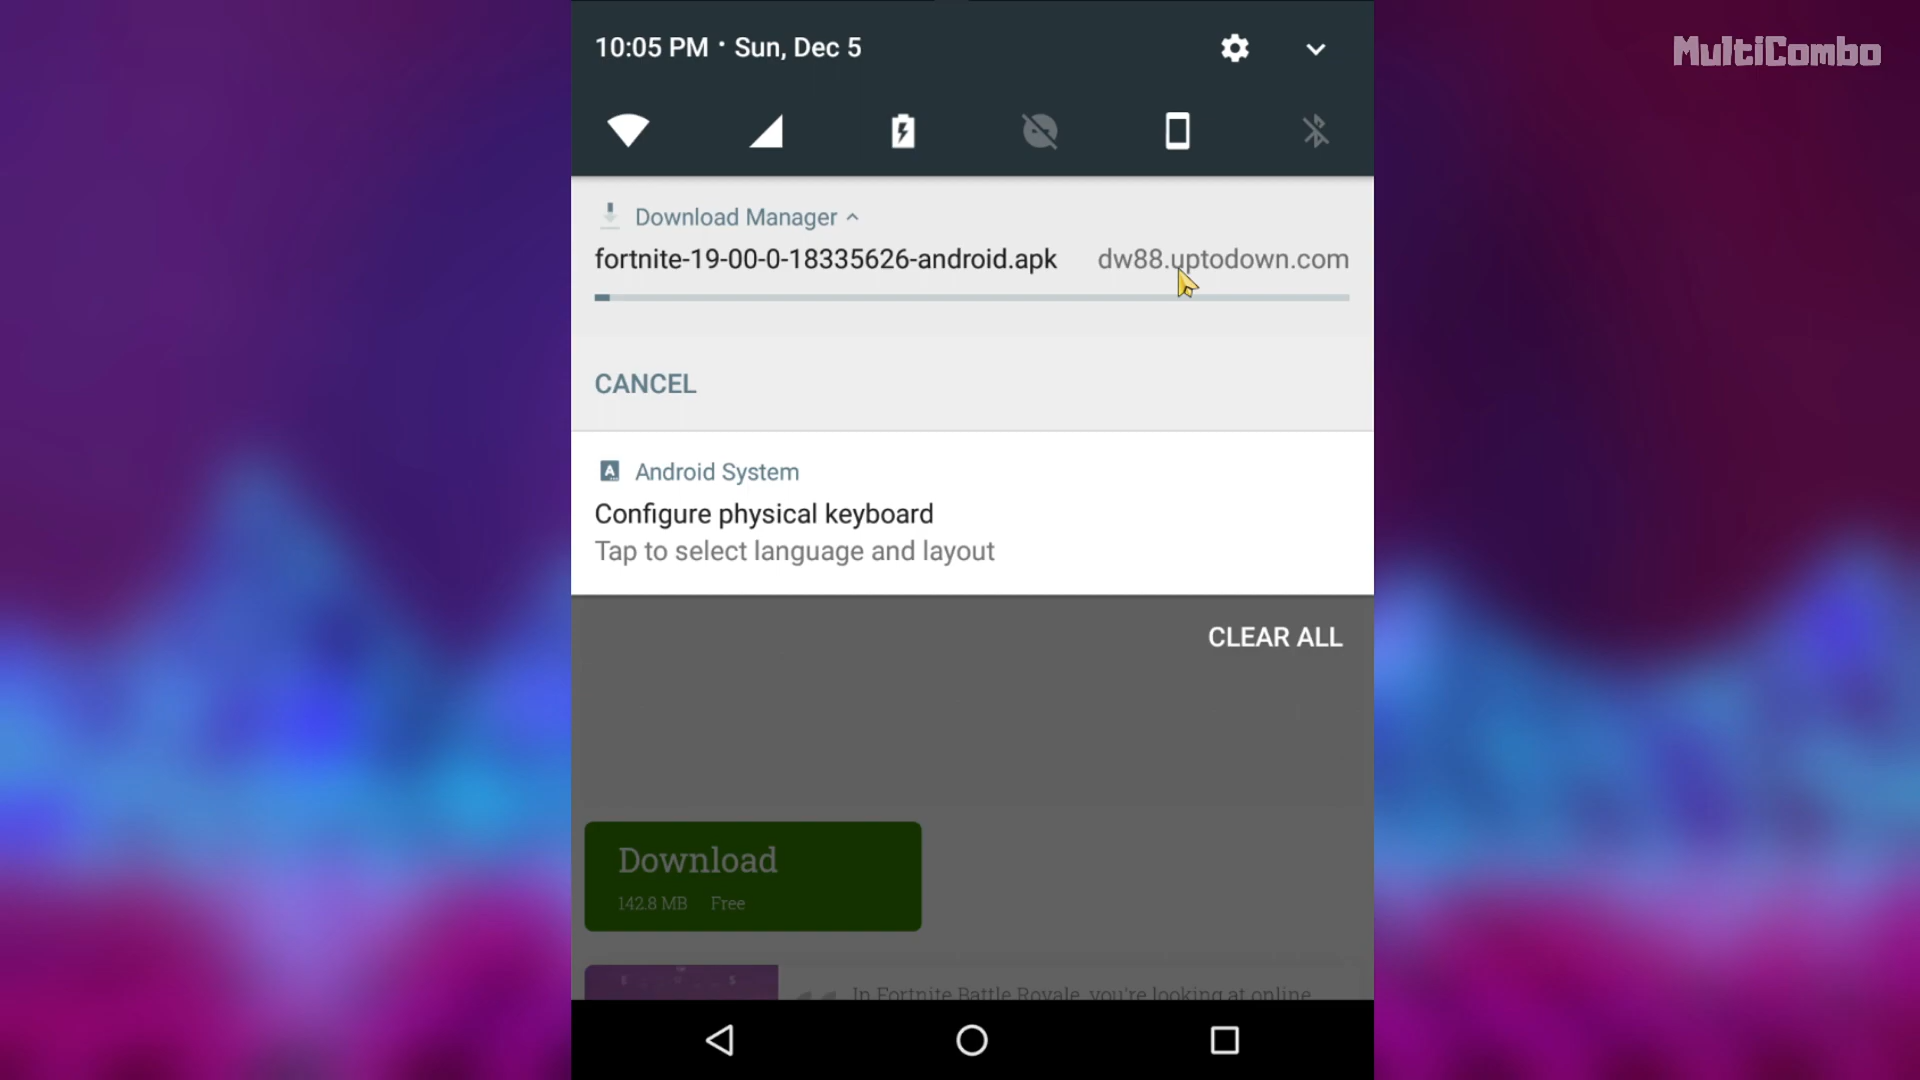 MultiCombo
10:05 PM • Sun, Dec 5
Download Manager
fortnite-19-00-0-18335626-android.apk dw88.uptodown.com
CANCEL
Android System
Configure physical keyboard
Tap to select language and layout
CLEAR ALL
Download
142.8 MB Free
In Fortnite Battle Royale, you're looking at online